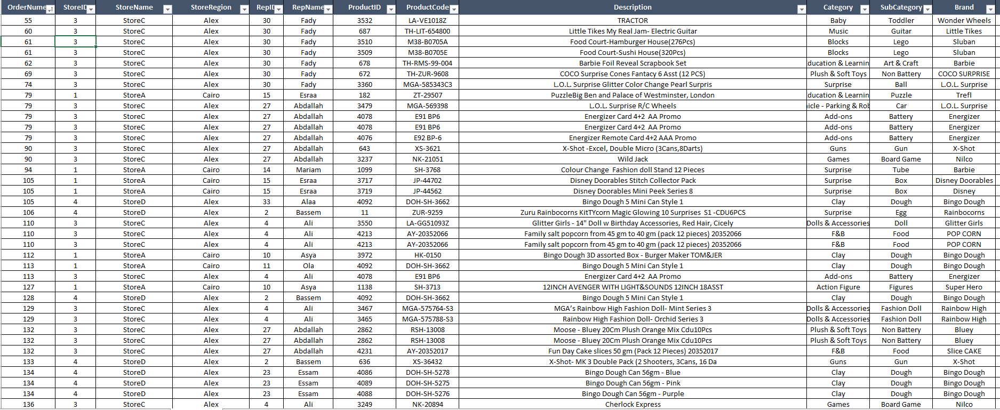 OrderNume StoreID StoreName StoreRegion RepID RepName ProductID ProductCode Description Category SubCategory Brand
55 3 StoreC Alex 30 Fady 3532 LA-VE1018Z TRACTOR Baby Toddler Wonder Wheels
60 3 StoreC Alex 30 Fady 687 TH-LIT-654800 Little Tikes My Real Jam- Electric Guitar Music Guitar Little Tikes
61 3 StoreC Alex 30 Fady 3510 M38-B0705A Food Court-Hamburger House(276Pcs) Blocks Lego Sluban
61 3 StoreC Alex 30 Fady 3509 M38-B0705E Food Court-Sushi House(320Pcs) Blocks Lego Sluban
62 3 StoreC Alex 30 Fady 678 TH-RMS-99-004 Barbie Foil Reveal Scrapbook Set ducation & Learnin Art & Craft Barbie
69 3 StoreC Alex 30 Fady 672 TH-ZUR-9608 COCO Surprise Cones Fantacy 6 Asst (12 PCS) Plush & Soft Toys Non Battery COCO SURPRISE
74 3 StoreC Alex 30 Fady 3360 MGA-585343C3 L.O.L. Surprise Glitter Color Change Pearl Surpris Surprise Ball L.O.L. Surprise
79 1 StoreA Cairo 15 Esraa 182 ZT-29507 PuzzleBig Ben and Palace of Westminster, London ducation & Learnin Puzzle Trefl
79 3 StoreC Alex 27 Abdallah 3479 MGA-569398 L.O.L. Surprise R/C Wheels icle - Parking & Rob Car L.O.L. Surprise
79 3 StoreC Alex 27 Abdallah 4078 E91 BP6 Energizer Card 4+2 AA Promo Add-ons Battery Energizer
79 3 StoreC Alex 27 Abdallah 4078 E91 BP6 Energizer Card 4+2 AA Promo Add-ons Battery Energizer
79 3 StoreC Alex 27 Abdallah 4076 E92 BP-6 Energizer Remote Card 4+2 AAA Promo Add-ons Battery Energizer
90 3 StoreC Alex 27 Abdallah 643 XS-3621 X-Shot -Excel, Double Micro (3Cans,8Darts) Guns Gun X-Shot
90 3 StoreC Alex 27 Abdallah 3237 NK-21051 Wild Jack Games Board Game Nilco
94 1 StoreA Cairo 14 Mariam 1099 SH-3768 Colour Change Fashion doll Stand 12 Pieces Surprise Tube Barbie
105 1 StoreA Cairo 15 Esraa 3717 JP-44702 Disney Doorables Stitch Collector Pack Surprise Box Disney Doorables
105 1 StoreA Cairo 15 Esraa 3719 JP-44562 Disney Doorables Mini Peek Series 8 Surprise Box Disney
105 4 StoreD Alex 33 Alaa 4092 DOH-SH-3662 Bingo Dough 5 Mini Can Style 1 Clay Dough Bingo Dough
106 4 StoreD Alex 2 Bassem 11 ZUR-9259 Zuru Rainbocorns KitTYcorn Magic Glowing 10 Surprises S1 -CDU6PCS Surprise Egg Rainbocorns
110 3 StoreC Alex 4 Ali 3550 LA-GG51093Z Glitter Girls - 14" Doll w Birthday Accessories, Red Hair, Cicely Dolls & Accessories Doll Glitter Girls
110 3 StoreC Alex 4 Ali 4213 AY-20352066 Family salt popcorn from 45 gm to 40 gm (pack 12 pieces) 20352066 F&B Food POP CORN
110 3 StoreC Alex 4 Ali 4213 AY-20352066 Family salt popcorn from 45 gm to 40 gm (pack 12 pieces) 20352066 F&B Food POP CORN
112 1 StoreA Cairo 10 Asya 3972 HK-0150 Bingo Dough 3D assorted Box - Burger Maker TOM&JER Clay Dough Bingo Dough
113 1 StoreA Cairo 11 Ola 4092 DOH-SH-3662 Bingo Dough 5 Mini Can Style 1 Clay Dough Bingo Dough
113 3 StoreC Alex 4 Ali 4078 E91 BP6 Energizer Card 4+2 AA Promo Add-ons Battery Energizer
127 1 StoreA Cairo 10 Asya 1138 SH-3713 12INCH AVENGER WITH LIGHT&SOUNDS 12INCH 18ASST Action Figure Figures Super Hero
128 4 StoreD Alex 2 Bassem 4092 DOH-SH-3662 Bingo Dough 5 Mini Can Style 1 Clay Dough Bingo Dough
129 3 StoreC Alex 4 Ali 3467 MGA-575764-S3 MGA’s Rainbow High Fashion Doll- Mint Series 3 Dolls & Accessories Fashion Doll Rainbow High
129 3 StoreC Alex 4 Ali 3465 MGA-575788-S3 Rainbow High Fashion Doll- Orchid Series 3 Dolls & Accessories Fashion Doll Rainbow High
132 3 StoreC Alex 27 Abdallah 2862 RSH-13008 Moose - Bluey 20Cm Plush Orange Mix Cdu10Pcs Plush & Soft Toys Non Battery Bluey
132 3 StoreC Alex 27 Abdallah 2862 RSH-13008 Moose - Bluey 20Cm Plush Orange Mix Cdu10Pcs Plush & Soft Toys Non Battery Bluey
132 3 StoreC Alex 27 Abdallah 4231 AY-20352017 Fun Day Cake slices 50 gm (Pack 12 Pieces) 20352017 F&B Food Slice CAKE
133 4 StoreD Alex 2 Bassem 636 XS-36432 X-Shot- MK 3 Double Pack (2 Shooters, 3Cans, 16 Da Guns Gun X-Shot
134 4 StoreD Alex 23 Essam 4086 DOH-SH-5278 Bingo Dough Can 56gm - Blue Clay Dough Bingo Dough
134 4 StoreD Alex 23 Essam 4089 DOH-SH-5275 Bingo Dough Can 56gm - Pink Clay Dough Bingo Dough
134 4 StoreD Alex 23 Essam 4088 DOH-SH-5276 Bingo Dough Can 56gm - Purple Clay Dough Bingo Dough
136 3 StoreC Alex 4 Ali 3249 NK-20894 Cherlock Express Games Board Game Nilco